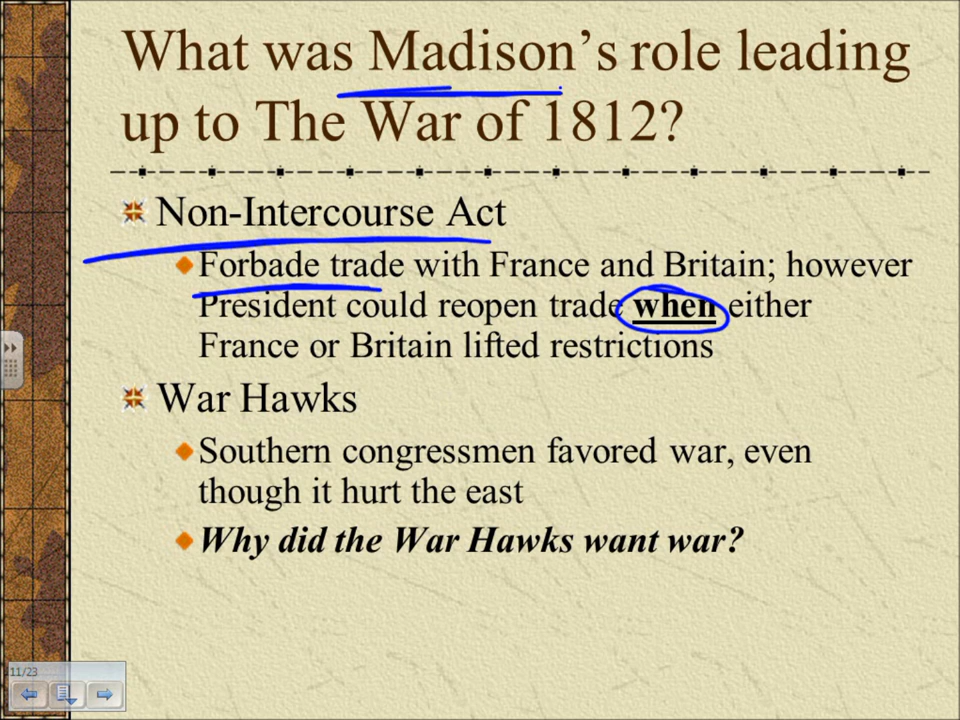 What was Madison's role leading
up to The War of 1812?
Non-Intercourse Act
Forbade trade with France and Britain; however
President could reopen trade when either
France or Britain lifted restrictions
War Hawks
Southern congressmen favored war, even
though it hurt the east
Why did the War Hawks want war?
11/23